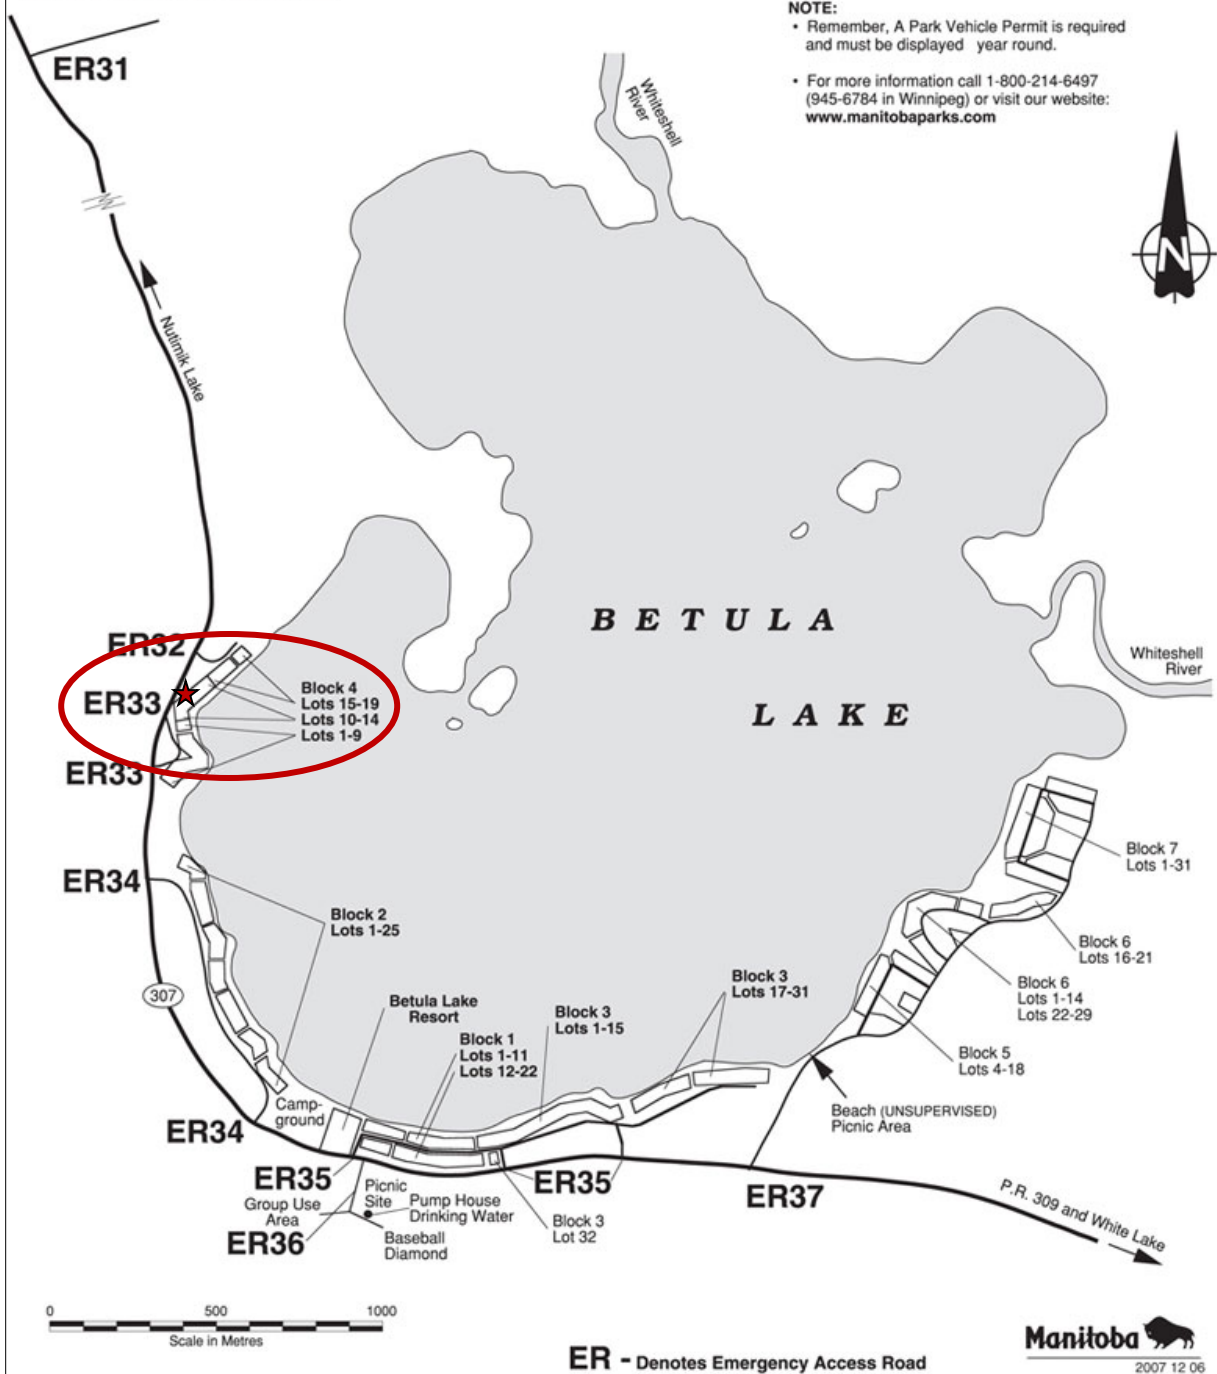 NOTE:
• Remember, A Park Vehicle Permit is required
and must be displayed year round.
• For more information call 1-800-214-6497
(945-6784 in Winnipeg) or visit our website:
www.manitobaparks.com
ER31
Whiteshell
River
N
Nutimik Lake
BETULA
LAKE
Whiteshell
River
ER32
ER33
Block 4
Lots 15-19
Lots 10-14
Lots 1-9
ER33
ER34
Block 7
Lots 1-31
Block 2
Lots 1-25
Block 6
Lots 16-21
307
Block 3
Lots 17-31
Block 6
Lots 1-14
Lots 22-29
Betula Lake
Resort
Block 3
Lots 1-15
Block 1
Lots 1-11
Lots 12-22
Block 5
Lots 4-18
Camp-
ground
Beach (UNSUPERVISED)
Picnic Area
ER34
ER35
ER35
ER37
Picnic
Site
Group Use
Area
Pump House
Drinking Water
ER36
Baseball
Diamond
Block 3
Lot 32
P.R. 309 and White Lake
0 500 1000
Scale in Metres
ER - Denotes Emergency Access Road
Manitoba
2007 12 06